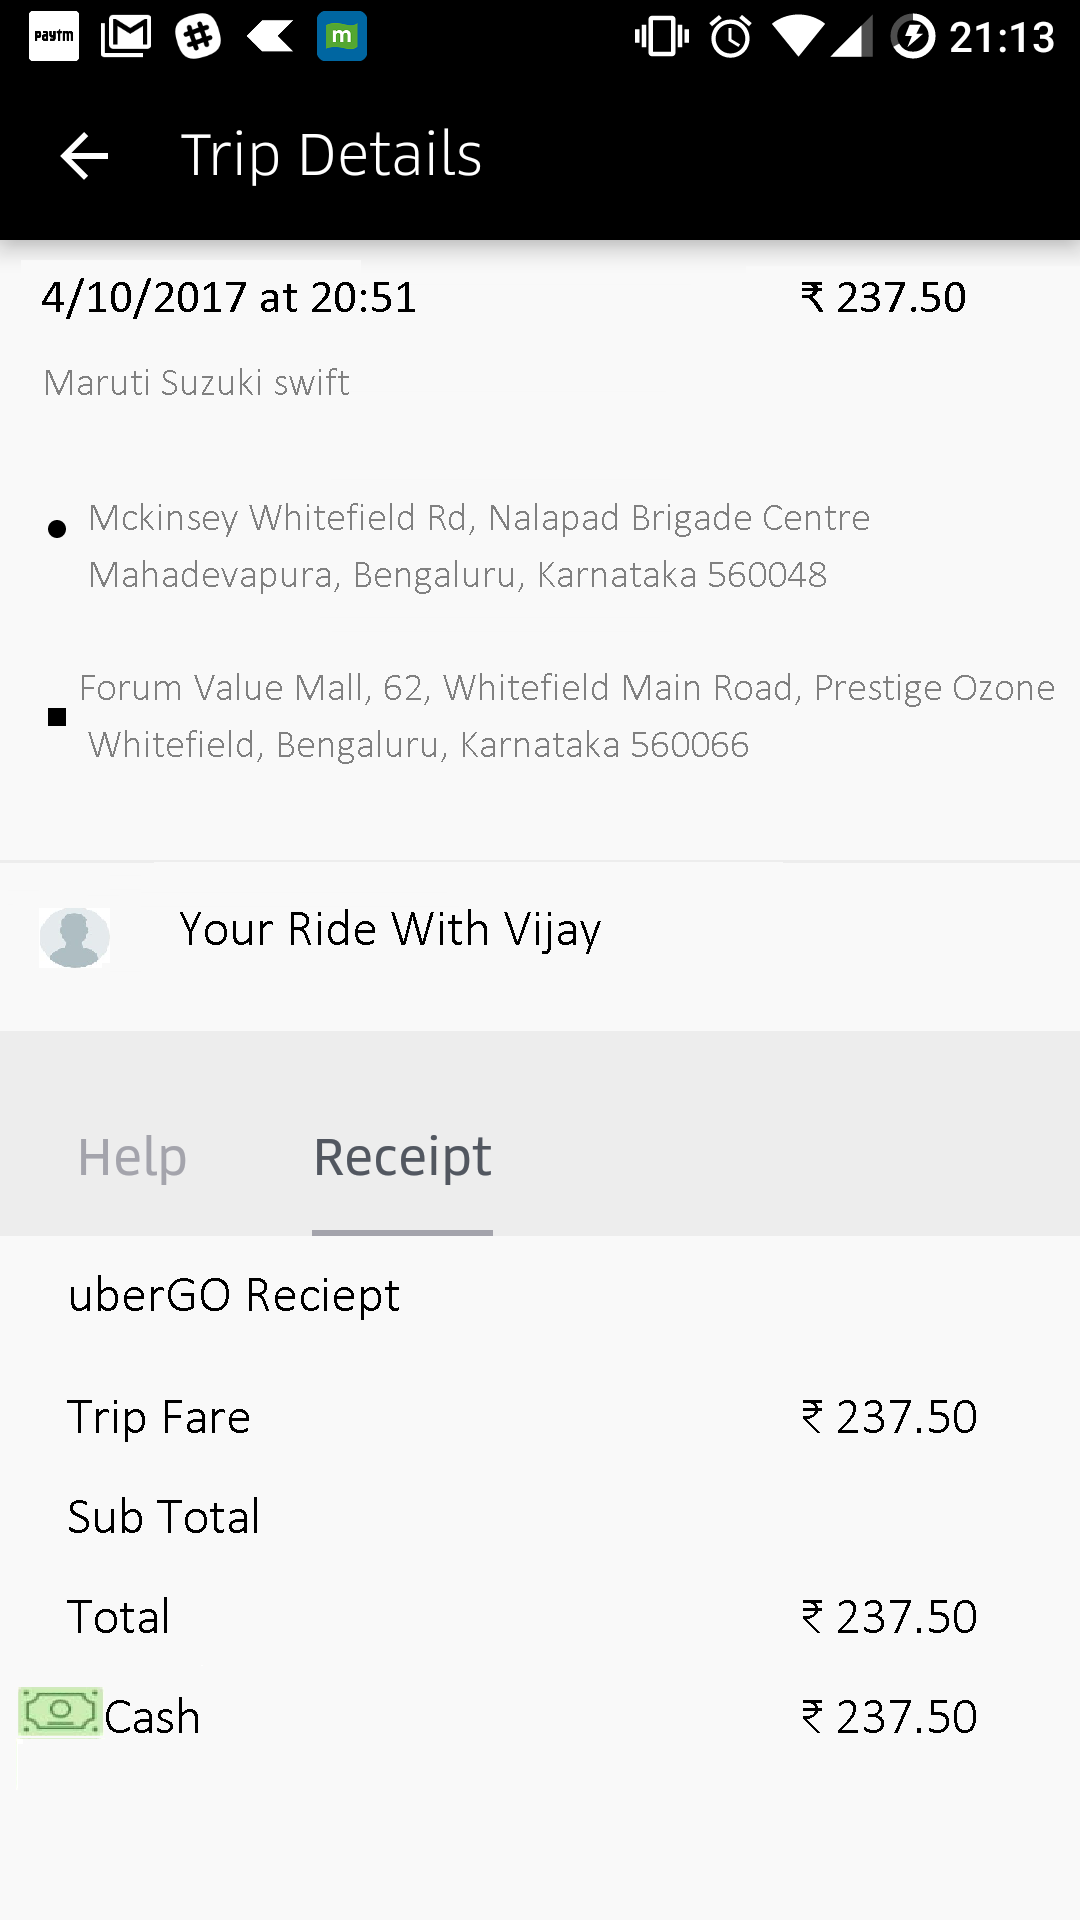 paytm m 21:13
Trip Details
4/10/2017 at 20:51 ₹ 237.50
Maruti Suzuki swift
Mckinsey Whitefield Rd, Nalapad Brigade Centre
Mahadevapura, Bengaluru, Karnataka 560048
Forum Value Mall, 62, Whitefield Main Road, Prestige Ozone
Whitefield, Bengaluru, Karnataka 560066
Your Ride With Vijay
Help Receipt
uberGO Reciept
Trip Fare ₹ 237.50
Sub Total
Total ₹ 237.50
Cash ₹ 237.50